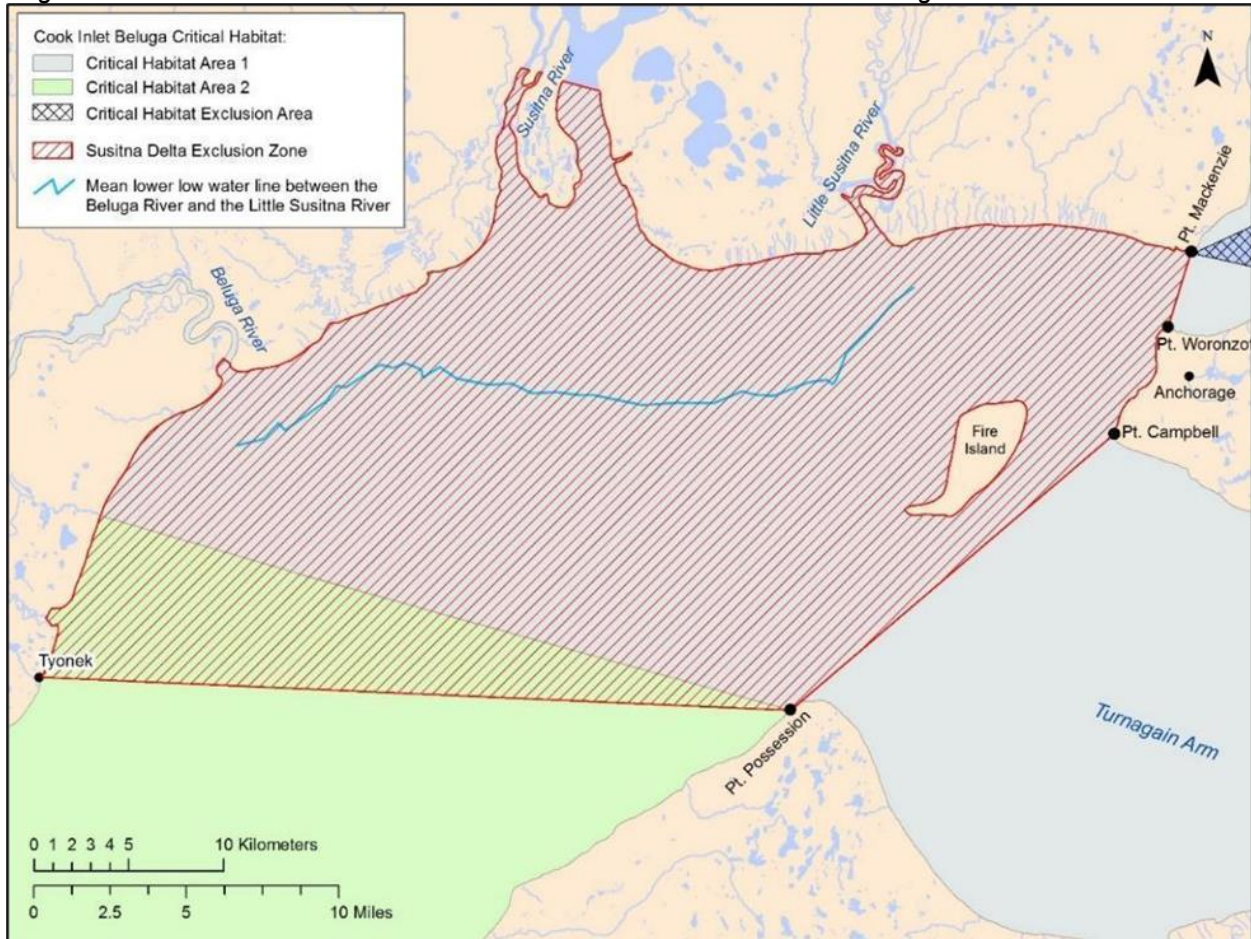 Cook Inlet Beluga Critical Habitat:
Critical Habitat Area 1
Critical Habitat Area 2
Critical Habitat Exclusion Area
Susitna Delta Exclusion Zone
Mean lower low water line between the
Beluga River and the Little Susitna River
N
Susitna River
Little Susitna River
Pt. Mackenzie
Beluga River
Pt. Woronzof
Anchorage
Pt. Campbell
Fire
Island
Tyonek
Pt. Possession
Turnagain Arm
0 1 2 3 4 5 10 Kilometers
0 2.5 5 10 Miles